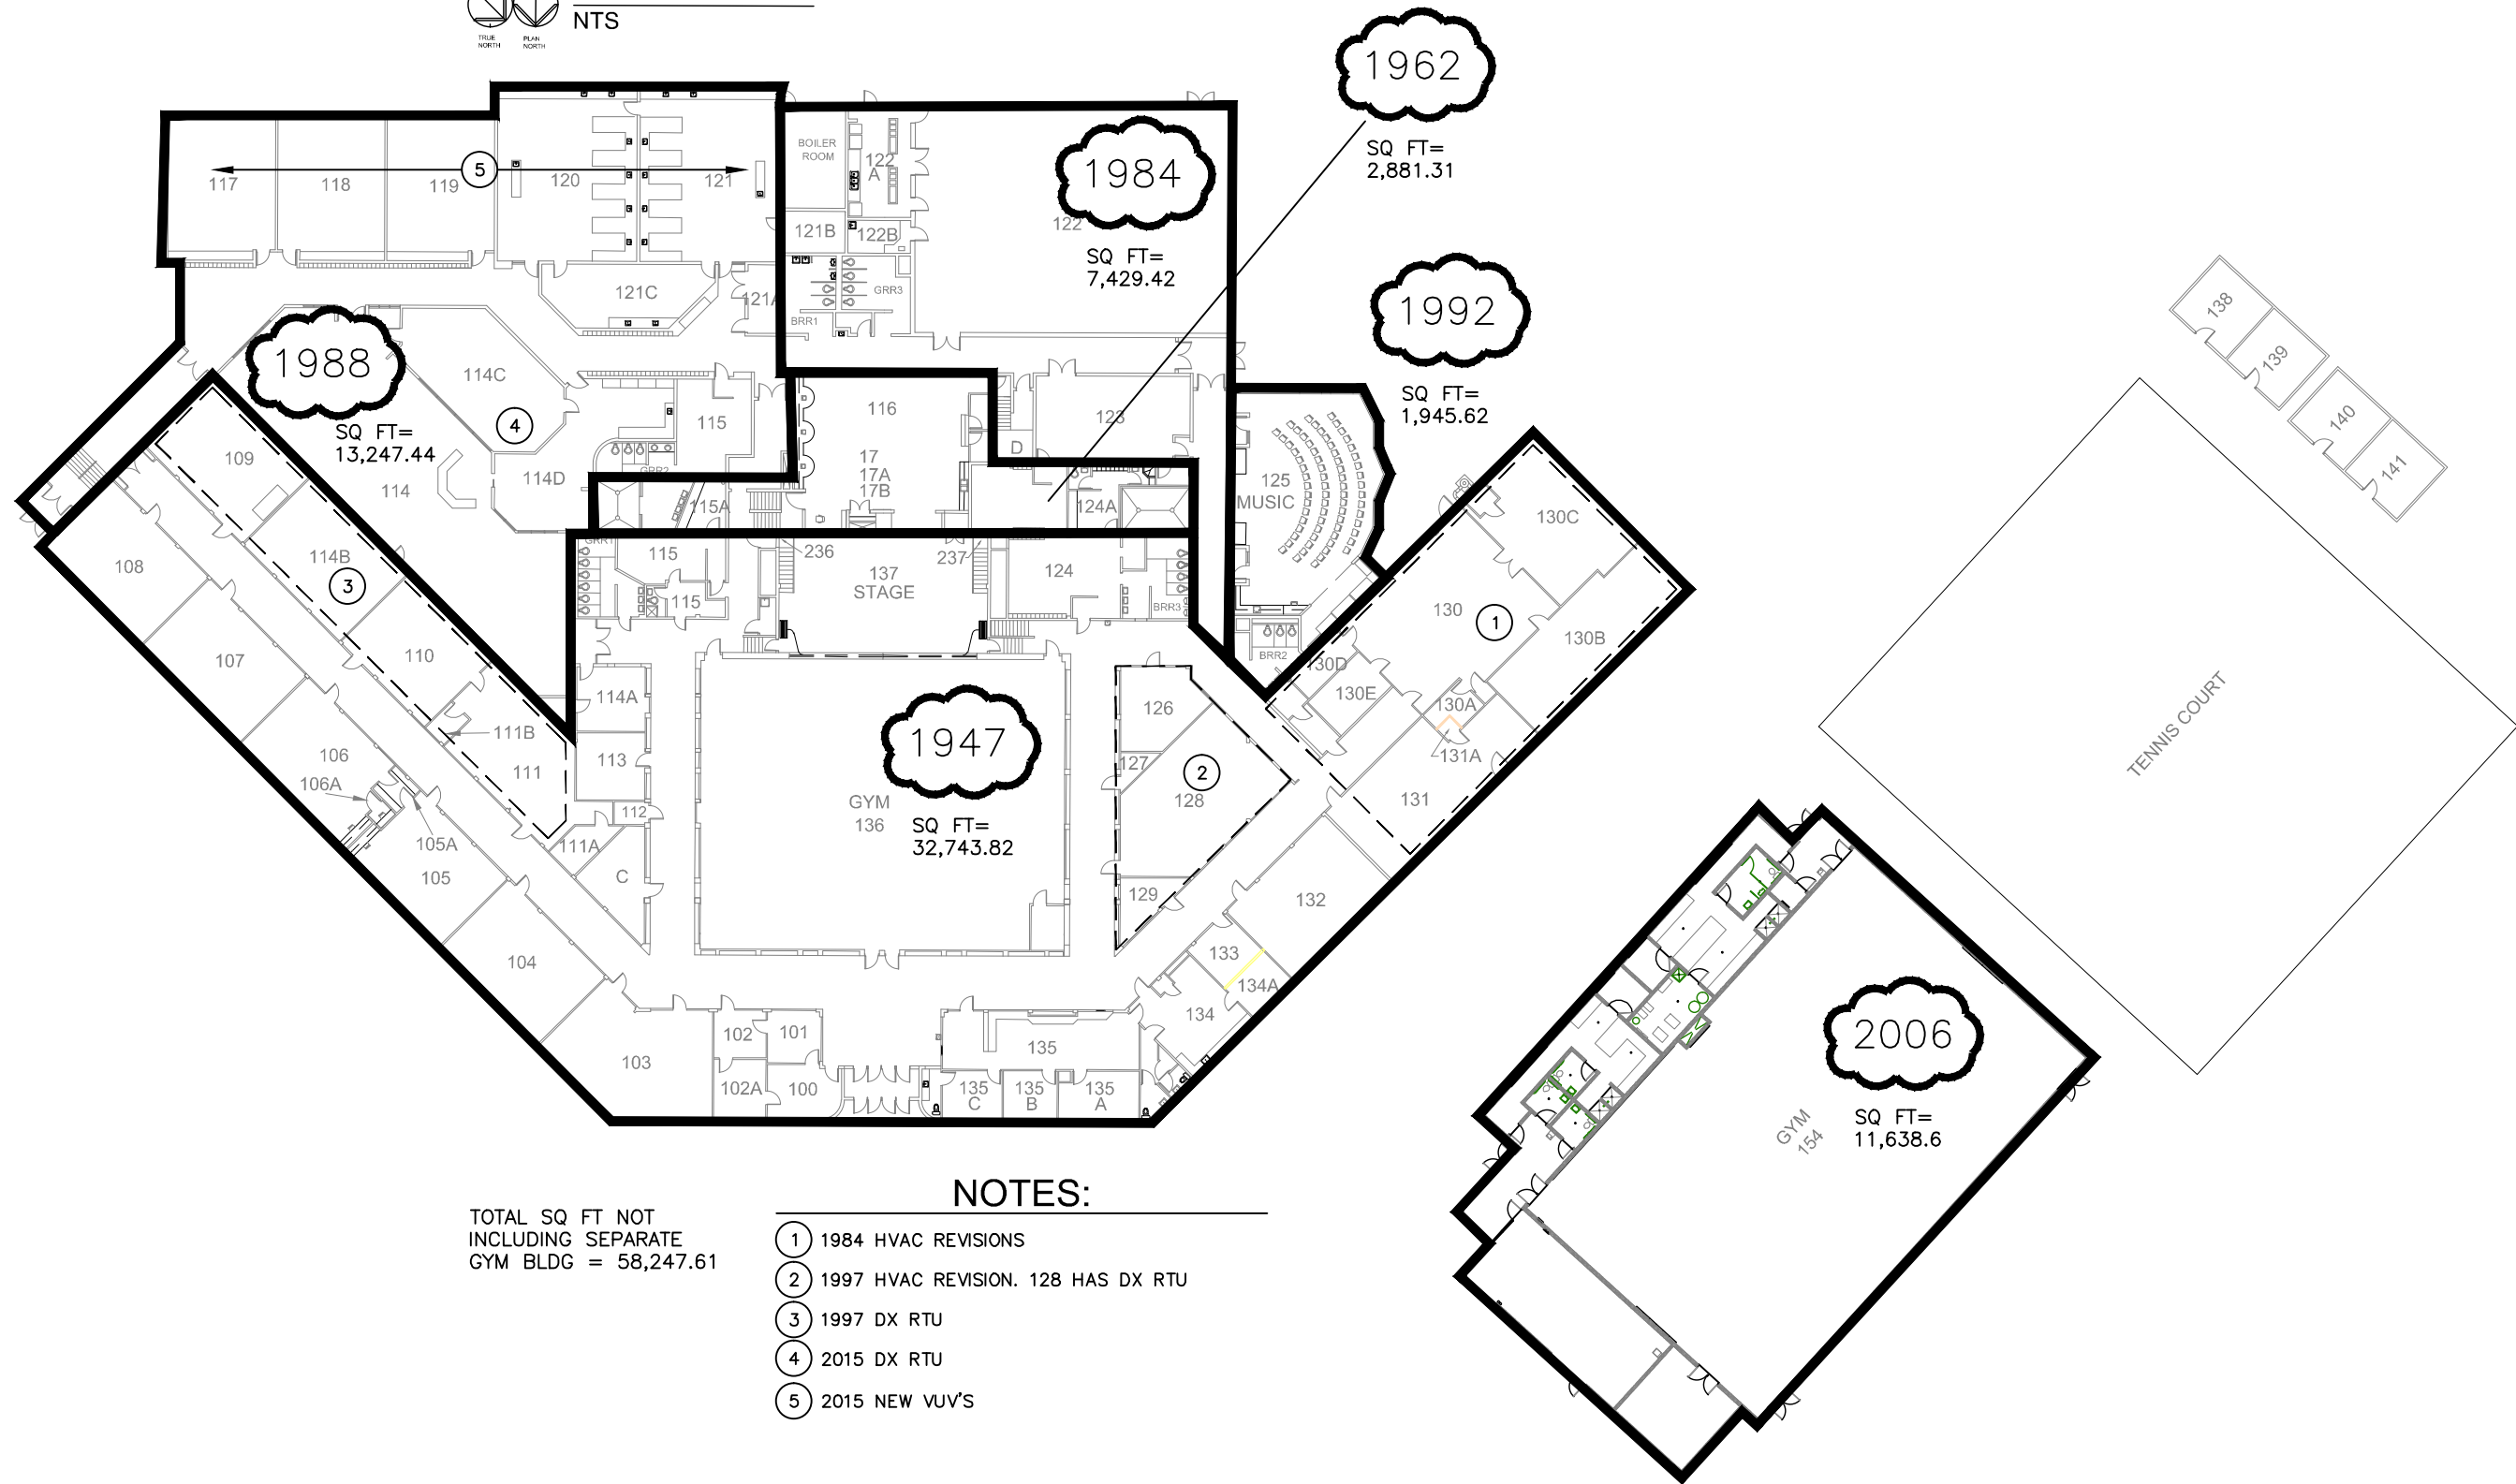 TRUE
NORTH
PLAN
NORTH
NTS
1962
SQ FT=
2,881.31
1984
SQ FT=
7,429.42
1992
SQ FT=
1,945.62
1988
SQ FT=
13,247.44
1947
SQ FT=
32,743.82
2006
SQ FT=
11,638.6
5
117
118
119
120
121
BOILER
ROOM
122
A
122
121B
122B
GRR3
BRR1
121C
121A
114C
4
115
116
123
D
17
17A
17B
GRR2
114D
115A
124A
125
MUSIC
109
114
114B
3
108
107
110
111B
111
106
106A
105A
105
104
103
111A
C
112
113
114A
GRR1
115
115
236
237
137
STAGE
124
BRR3
BRR2
GYM
136
126
127
2
128
129
130C
130
1
130B
130D
130E
130A
131A
131
132
133
134A
134
102
101
102A
100
135
135
C
135
B
135
A
138
139
140
141
TENNIS COURT
GYM
154
TOTAL SQ FT NOT
INCLUDING SEPARATE
GYM BLDG = 58,247.61
NOTES:
1 1984 HVAC REVISIONS
2 1997 HVAC REVISION. 128 HAS DX RTU
3 1997 DX RTU
4 2015 DX RTU
5 2015 NEW VUV'S